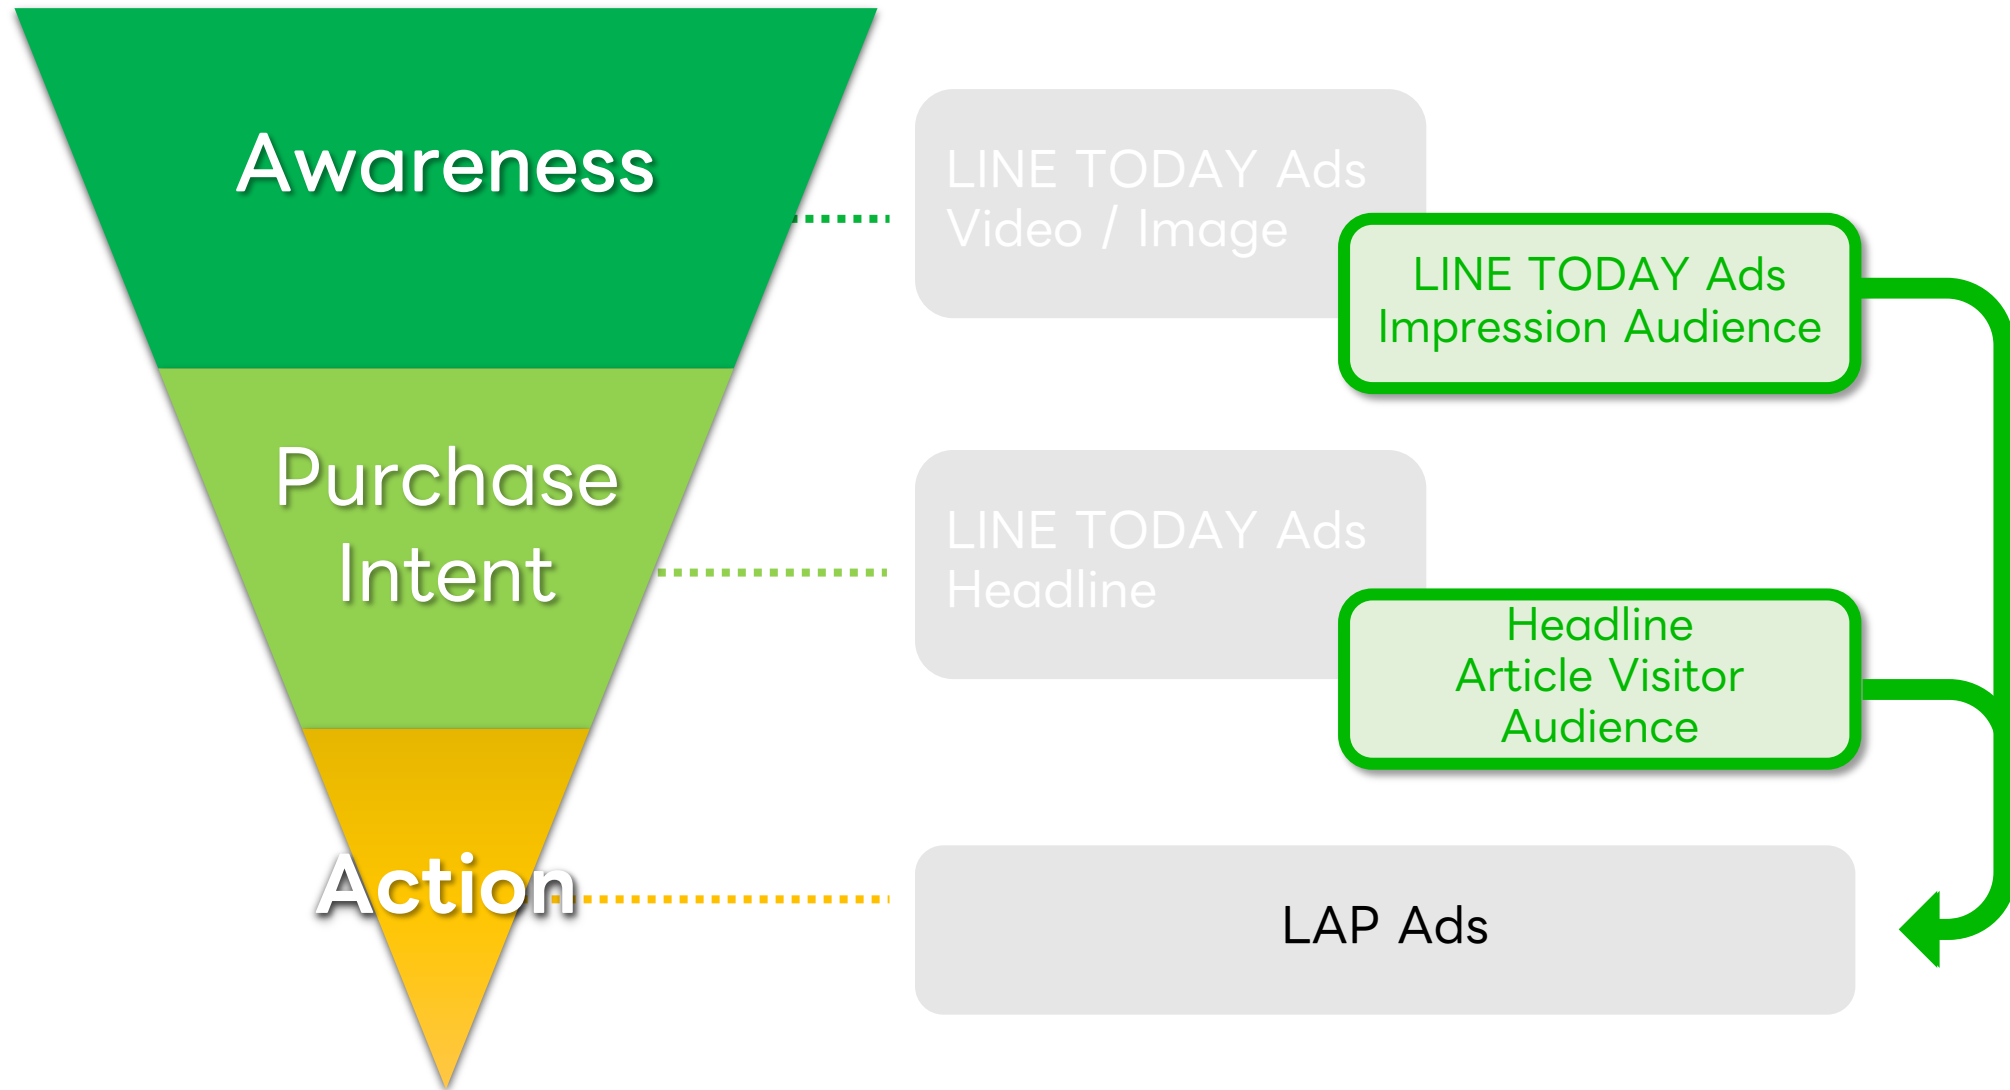 Awareness
LINE TODAY Ads
Video / Image
LINE TODAY Ads
Impression Audience
Purchase
Intent
LINE TODAY Ads
Headline
Headline
Article Visitor
Audience
Action
LAP Ads